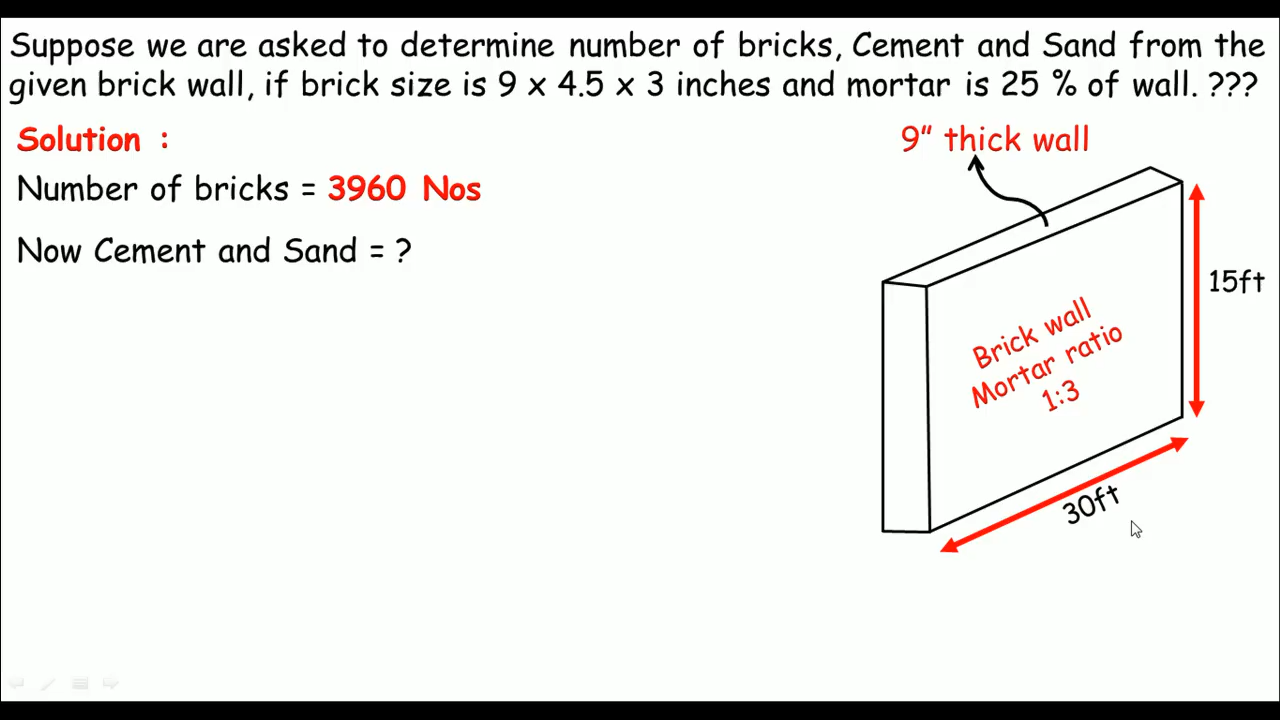 Suppose we are asked to determine number of bricks, Cement and Sand from the
given brick wall, if brick size is 9 x 4.5 x 3 inches and mortar is 25 % of wall. ???
Solution :
9” thick wall
Number of bricks = 3960 Nos
Now Cement and Sand = ?
15ft
Brick wall
Mortar ratio
1:3
30ft